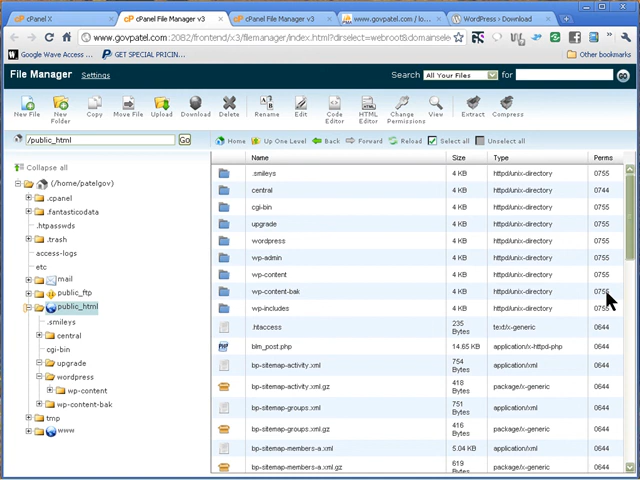 cPanel X
cPanel File Manager v3
cPanel File Manager v3
www.govpatel.com / lo...
WordPress › Download
www.govpatel.com:2082/frontend/x3/filemanager/index.html?dirselect=webroot&domainselec
Google Wave Access ...
GET SPECIAL PRICIN...
Other bookmarks
File Manager
Settings
Search
All Your Files
for
Go
New File
New Folder
Copy
Move File
Upload
Download
Delete
Rename
Edit
Code Editor
HTML Editor
Change Permissions
View
Extract
Compress
/public_html
Go
Home
Up One Level
Back
Forward
Reload
Select all
Unselect all
Collapse all
(/home/patelgov)
.cpanel
.fantasticodata
.htpasswds
.trash
access-logs
etc
mail
public_ftp
public_html
.smileys
central
cgi-bin
upgrade
wordpress
wp-content
wp-content-bak
tmp
www
Name Size Type Perms
.smileys 4 KB httpd/unix-directory 0755
central 4 KB httpd/unix-directory 0744
cgi-bin 4 KB httpd/unix-directory 0755
upgrade 4 KB httpd/unix-directory 0755
wordpress 4 KB httpd/unix-directory 0755
wp-admin 4 KB httpd/unix-directory 0755
wp-content 4 KB httpd/unix-directory 0755
wp-content-bak 4 KB httpd/unix-directory 0755
wp-includes 4 KB httpd/unix-directory 0755
.htaccess 235 Bytes text/x-generic 0644
blm_post.php 14.65 KB application/x-httpd-php 0644
bp-sitemap-activity.xml 754 Bytes application/xml 0644
bp-sitemap-activity.xml.gz 418 Bytes package/x-generic 0644
bp-sitemap-groups.xml 751 Bytes application/xml 0644
bp-sitemap-groups.xml.gz 416 Bytes package/x-generic 0644
bp-sitemap-members-a.xml 5.04 KB application/xml 0644
bp-sitemap-members-a.xml.gz 619 Bytes package/x-generic 0644